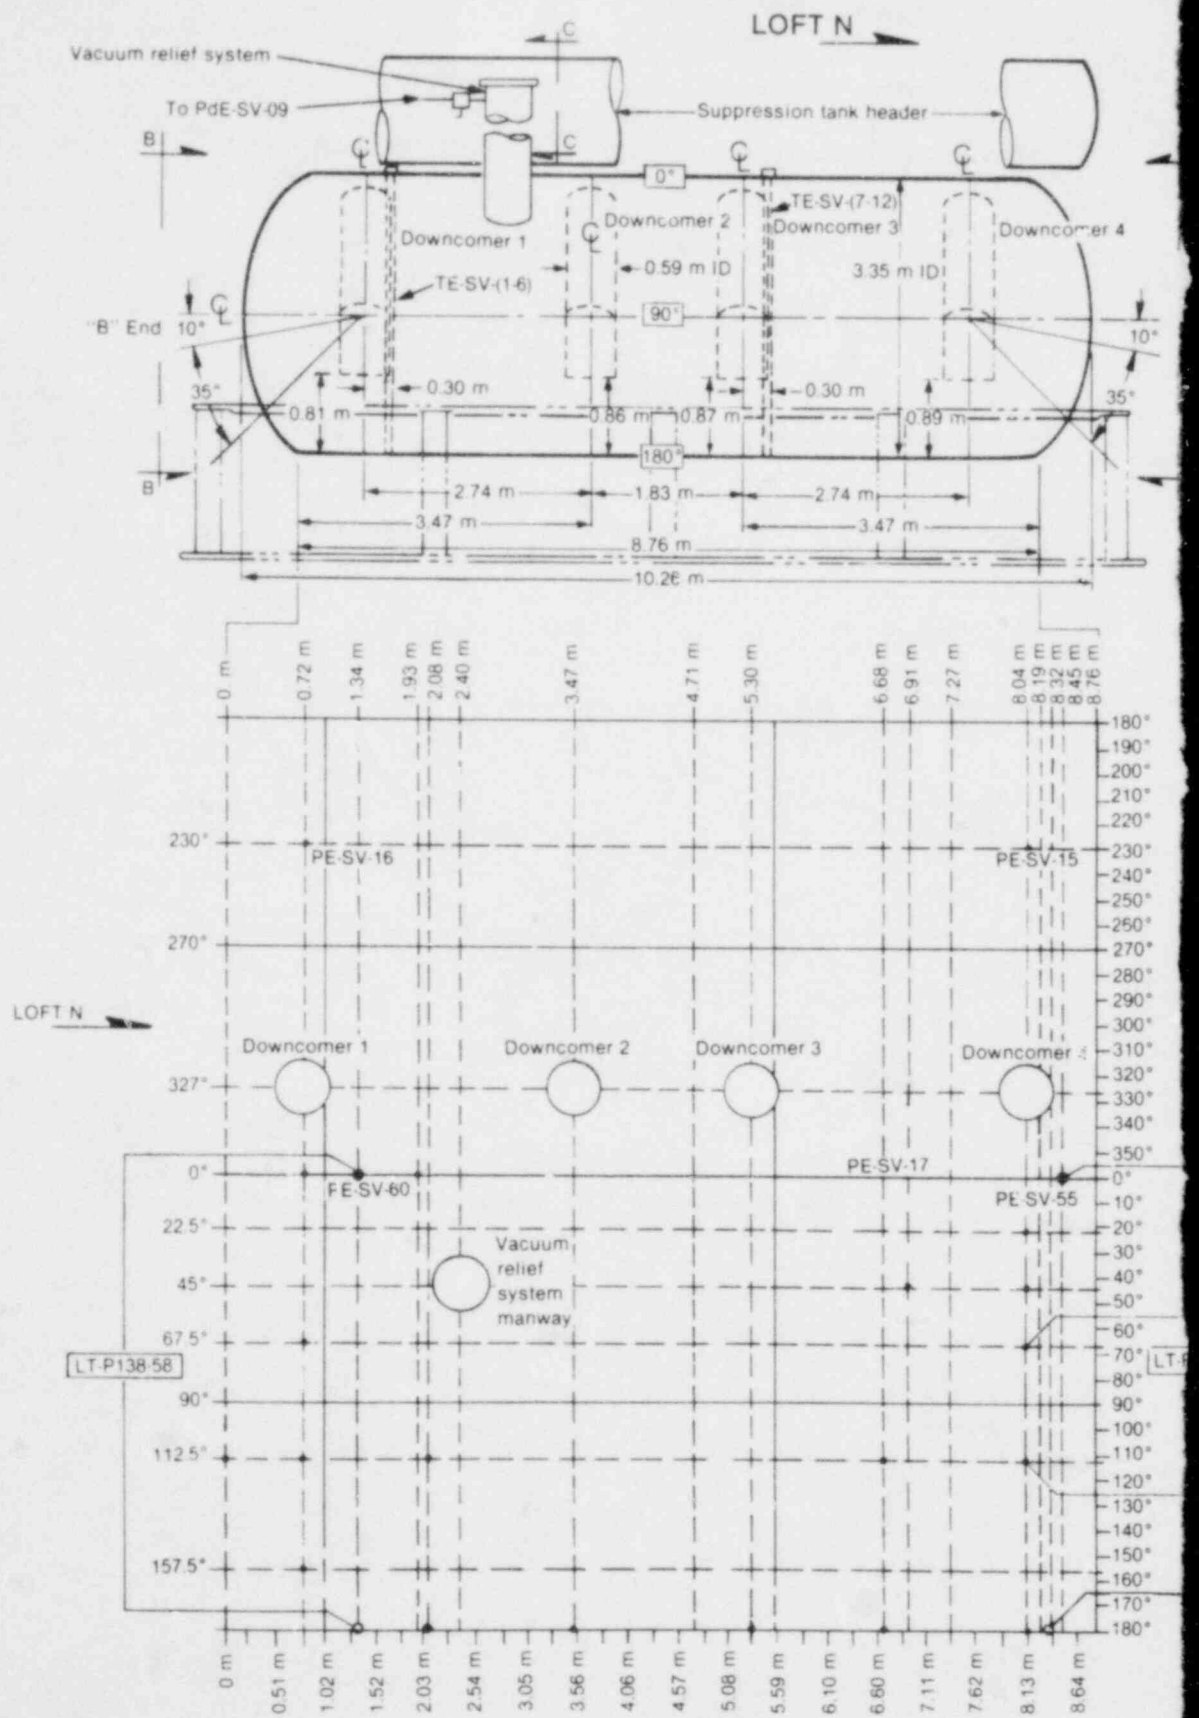 LOFT N
Vacuum relief system
C
To PdE-SV-09
Suppression tank header
B
C
℄
℄
℄
0°
TE-SV-(7-12)
Downcomer 1
Downcomer 2
Downcomer 3
Downcomer 4
℄
0.59 m ID
3.35 m ID
TE-SV-(1-6)
℄
"B" End
10°
90°
10°
35°
0.30 m
0.30 m
35°
0.81 m
0.86 m
0.87 m
0.89 m
180°
B
2.74 m
1.83 m
2.74 m
3.47 m
3.47 m
8.76 m
10.26 m
0. m
0.72 m
1.34 m
1.93 m
2.08 m
2.40 m
3.47 m
4.71 m
5.30 m
6.68 m
6.91 m
7.27 m
8.04 m
8.19 m
8.32 m
8.45 m
8.76 m
180°
190°
200°
210°
220°
230°
PE-SV-16
PE-SV-15
230°
240°
250°
260°
270°
270°
280°
290°
300°
LOFT N
Downcomer 1
Downcomer 2
Downcomer 3
Downcomer
310°
320°
327°
330°
340°
350°
PE-SV-17
0°
0°
PE-SV-60
PE-SV-55
10°
22.5°
20°
Vacuum
relief
system
manway
30°
45°
40°
50°
60°
67.5°
LT-P138-58
70°
LT-P
80°
90°
90°
100°
112.5°
110°
120°
130°
140°
150°
157.5°
160°
170°
180°
0 m
0.51 m
1.02 m
1.52 m
2.03 m
2.54 m
3.05 m
3.56 m
4.06 m
4.57 m
5.08 m
5.59 m
6.10 m
6.60 m
7.11 m
7.62 m
8.13 m
8.64 m